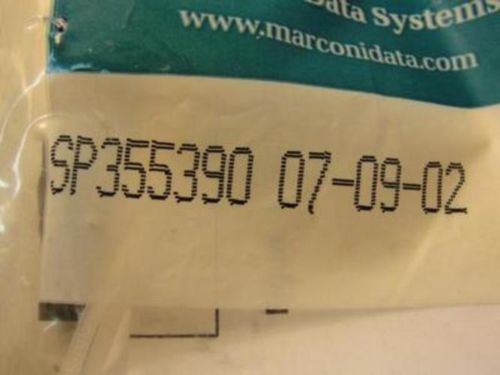 Data Systems
www.marconidata.com
SP355390 07-09-02